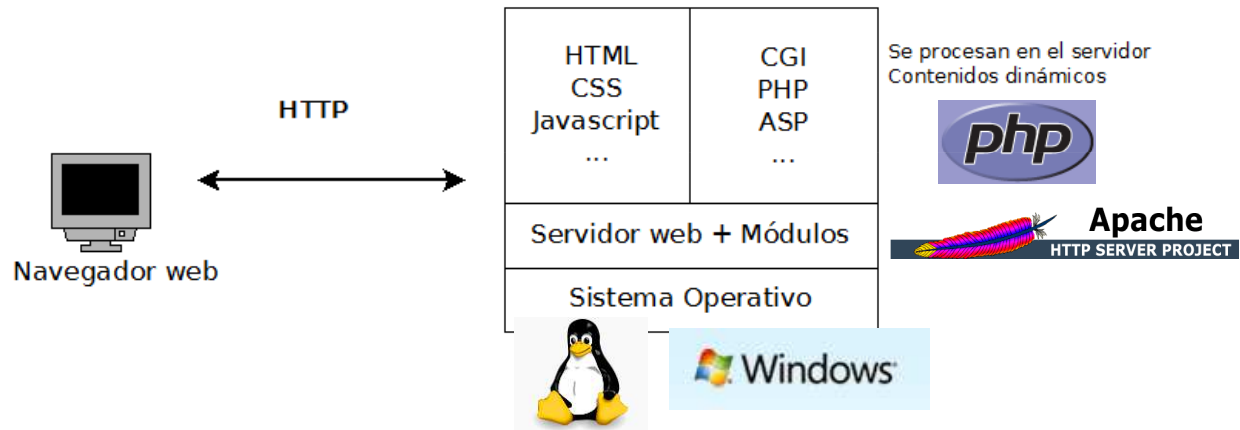 HTTP
Navegador web
HTML
CSS
Javascript
...
CGI
PHP
ASP
...
Se procesan en el servidor
Contenidos dinámicos
php
Servidor web + Módulos
Apache
HTTP SERVER PROJECT
Sistema Operativo
Windows